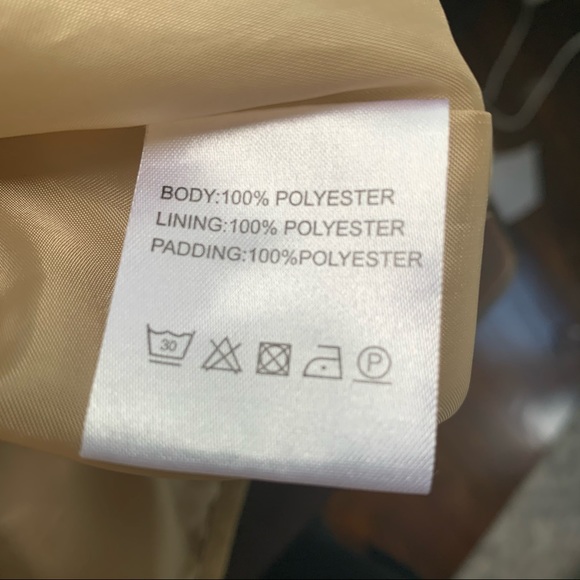 BODY:100% POLYESTER
LINING:100% POLYESTER
PADDING:100%POLYESTER
30 P